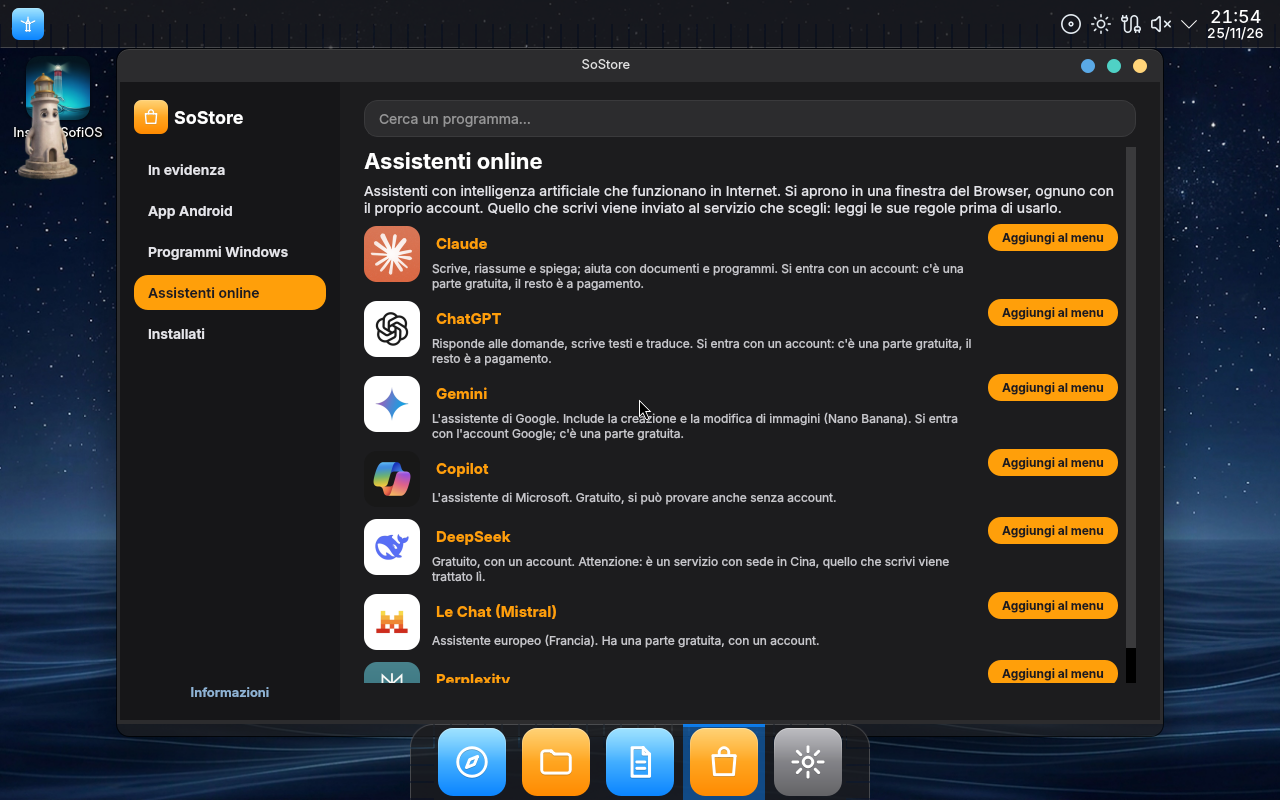 21:54
25/11/26
SoStore
SofiOS
SoStore
In evidenza
App Android
Programmi Windows
Assistenti online
Installati
Informazioni
Cerca un programma...
Assistenti online
Assistenti con intelligenza artificiale che funzionano in Internet. Si aprono in una finestra del Browser, ognuno con
il proprio account. Quello che scrivi viene inviato al servizio che scegli: leggi le sue regole prima di usarlo.
Claude
Aggiungi al menu
Scrive, riassume e spiega; aiuta con documenti e programmi. Si entra con un account: c'è una
parte gratuita, il resto è a pagamento.
ChatGPT
Aggiungi al menu
Risponde alle domande, scrive testi e traduce. Si entra con un account: c'è una parte gratuita, il
resto è a pagamento.
Gemini
Aggiungi al menu
L'assistente di Google. Include la creazione e la modifica di immagini (Nano Banana). Si entra
con l'account Google; c'è una parte gratuita.
Copilot
Aggiungi al menu
L'assistente di Microsoft. Gratuito, si può provare anche senza account.
DeepSeek
Aggiungi al menu
Gratuito, con un account. Attenzione: è un servizio con sede in Cina, quello che scrivi viene
trattato lì.
Le Chat (Mistral)
Aggiungi al menu
Assistente europeo (Francia). Ha una parte gratuita, con un account.
Perplexity
Aggiungi al menu